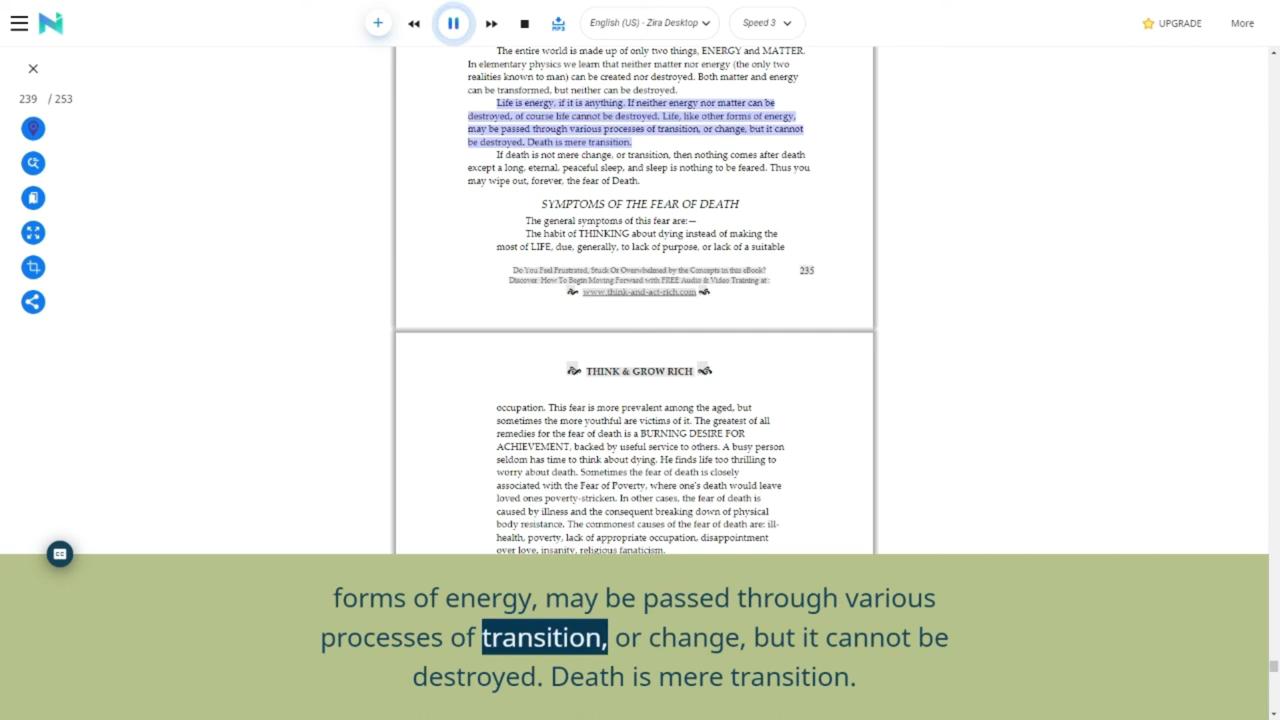 English (US) - Zira Desktop
Speed 3
UPGRADE
More
239 / 253
MP3
The entire world is made up of only two things, ENERGY and MATTER.
In elementary physics we learn that neither matter nor energy (the only two
realities known to man) can be created nor destroyed. Both matter and energy
can be transformed, but neither can be destroyed.
Life is energy, if it is anything. If neither energy nor matter can be
destroyed, of course life cannot be destroyed. Life, like other forms of energy,
may be passed through various processes of transition, or change, but it cannot
be destroyed. Death is mere transition.
If death is not mere change, or transition, then nothing comes after death
except a long, eternal, peaceful sleep, and sleep is nothing to be feared. Thus you
may wipe out, forever, the fear of Death.
SYMPTOMS OF THE FEAR OF DEATH
The general symptoms of this fear are:—
The habit of THINKING about dying instead of making the
most of LIFE, due, generally, to lack of purpose, or lack of a suitable
Do You Feel Frustrated, Stuck Or Overwhelmed by the Concepts in this eBook?
235
Discover How To Begin Moving Forward with FREE Audio & Video Training at:
www.think-and-act-rich.com
THINK & GROW RICH
occupation. This fear is more prevalent among the aged, but
sometimes the more youthful are victims of it. The greatest of all
remedies for the fear of death is a BURNING DESIRE FOR
ACHIEVEMENT, backed by useful service to others. A busy person
seldom has time to think about dying. He finds life too thrilling to
worry about death. Sometimes the fear of death is closely
associated with the Fear of Poverty, where one's death would leave
loved ones poverty-stricken. In other cases, the fear of death is
caused by illness and the consequent breaking down of physical
body resistance. The commonest causes of the fear of death are: ill-
health, poverty, lack of appropriate occupation, disappointment
over love, insanity, religious fanaticism.
CC
forms of energy, may be passed through various
processes of transition, or change, but it cannot be
destroyed. Death is mere transition.